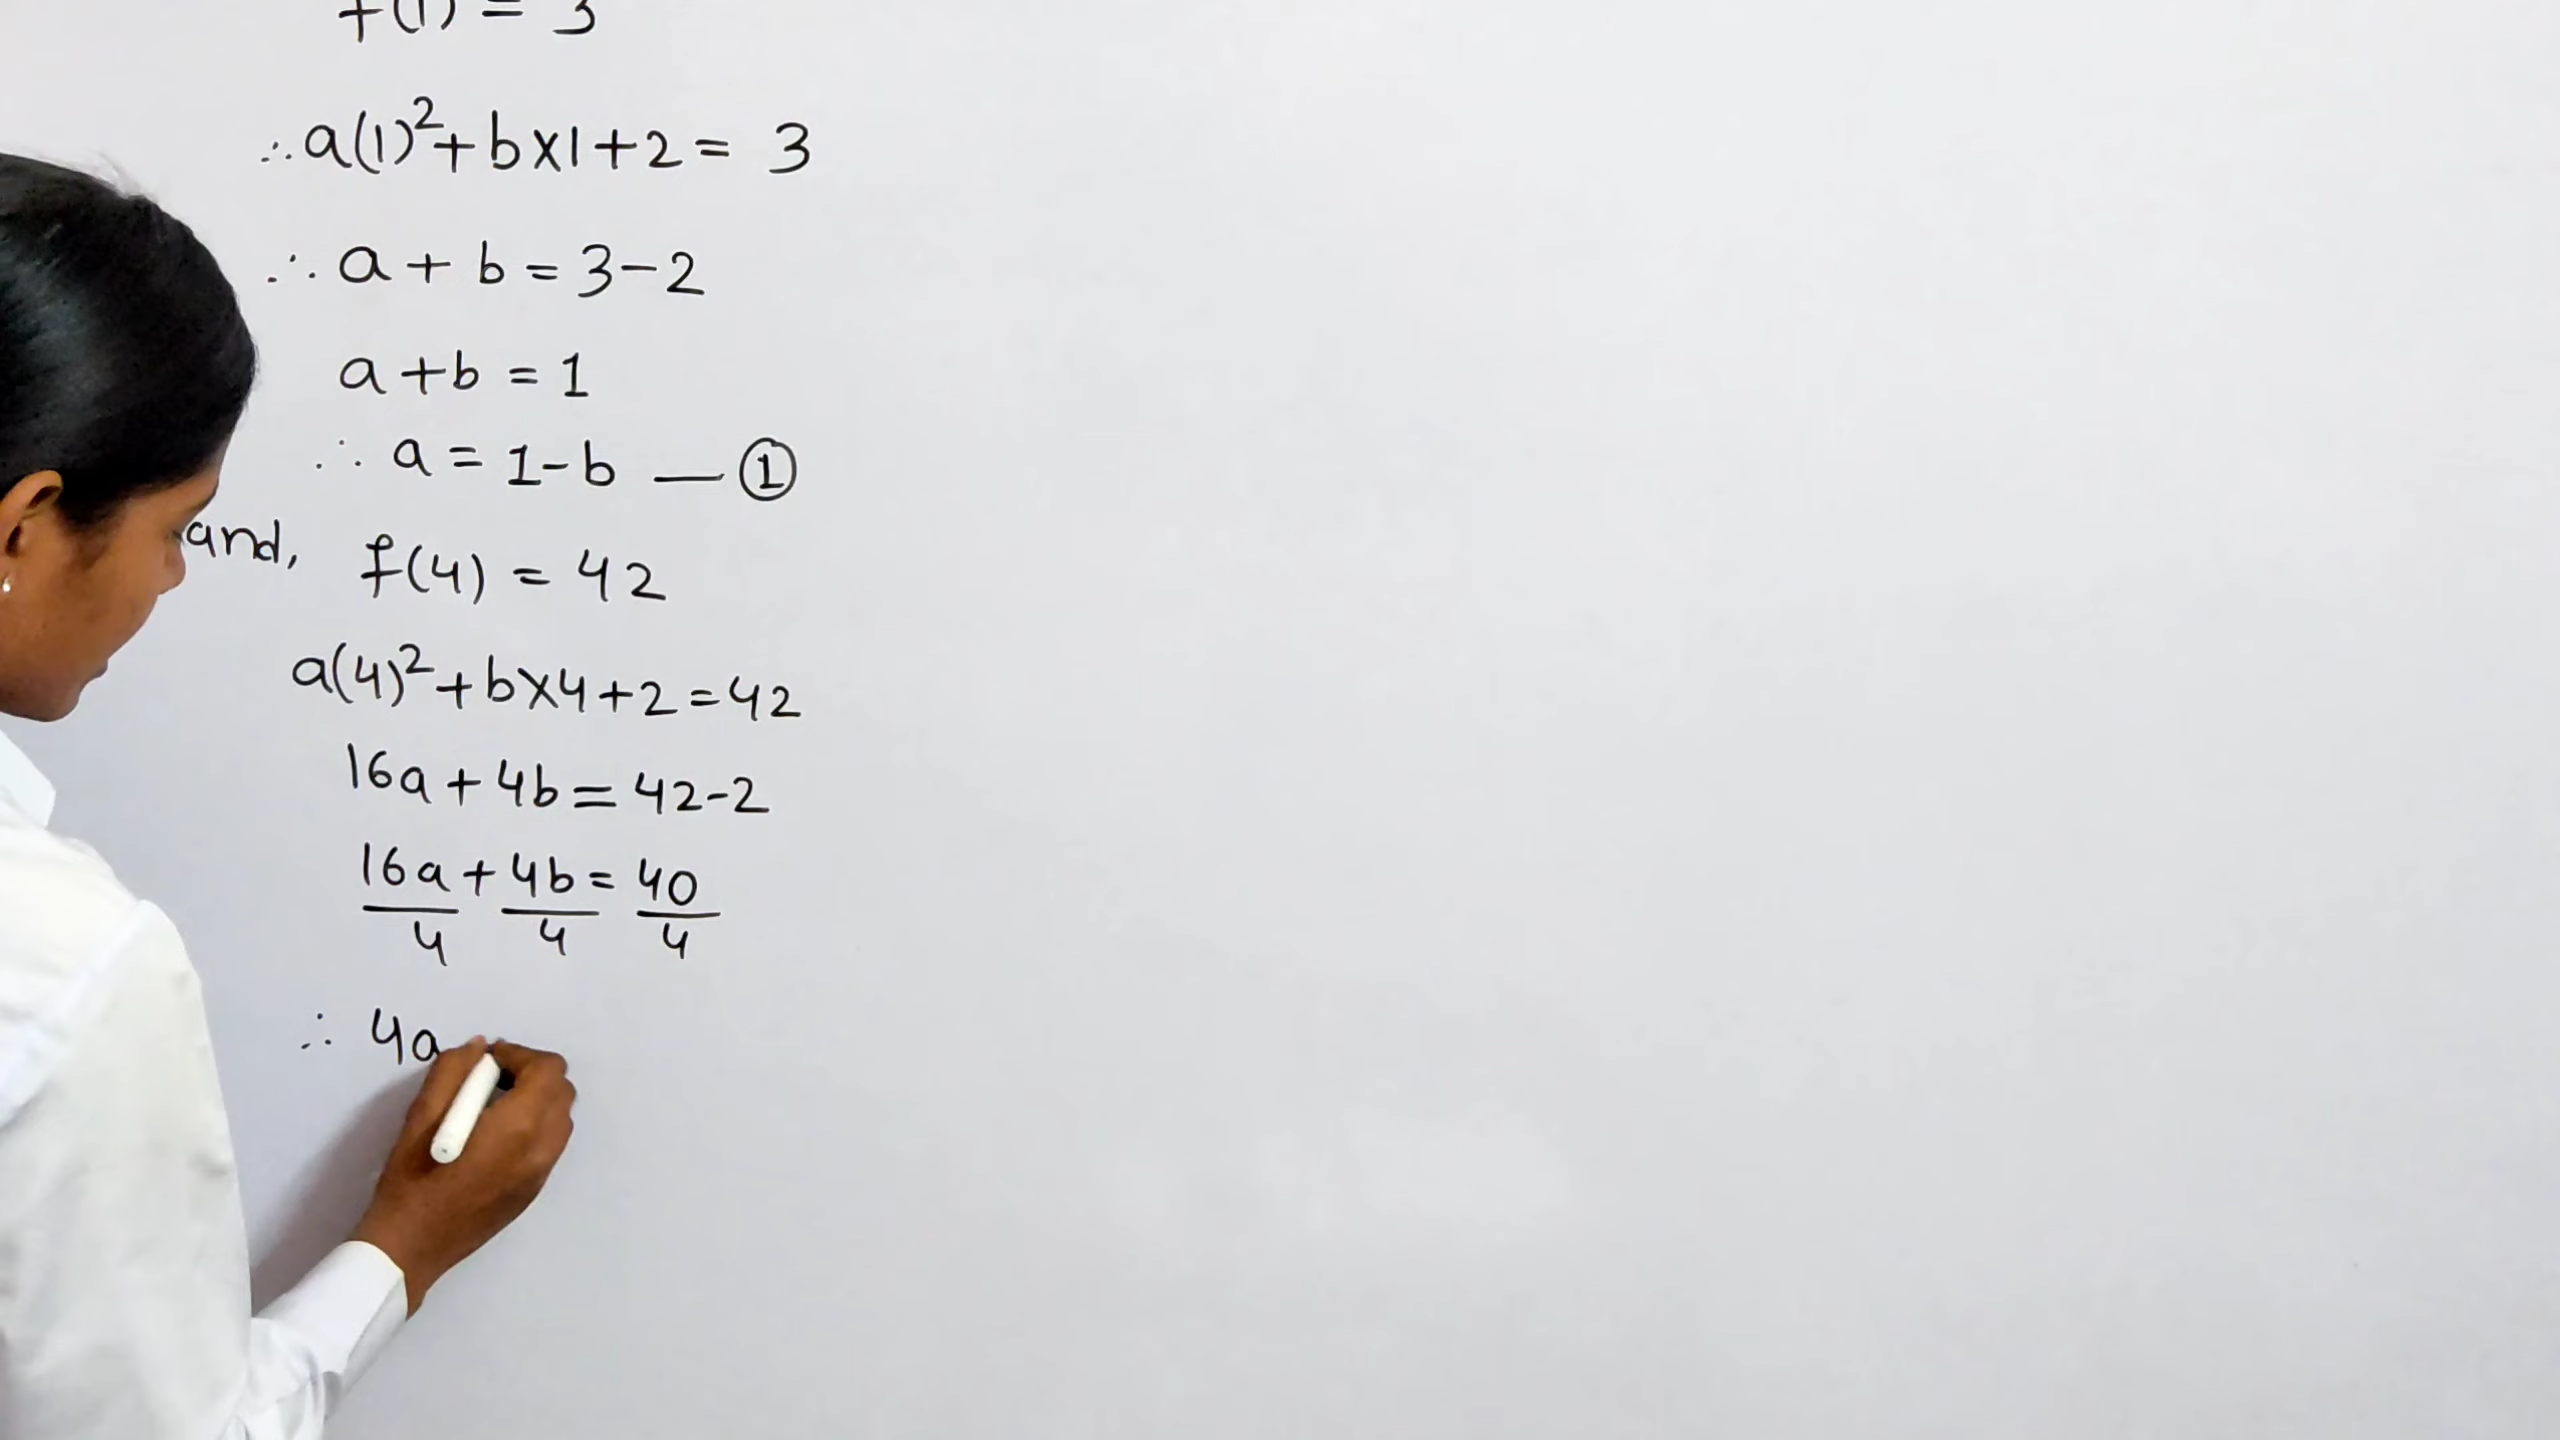 f(1) = 3
∴ a(1)²+b×1+2 = 3
∴ a + b = 3-2
a+b = 1
∴ a = 1-b — ①
and, f(4) = 42
a(4)²+b×4+2=42
16a+4b=42-2
16a/4 + 4b/4 = 40/4
∴ 4a